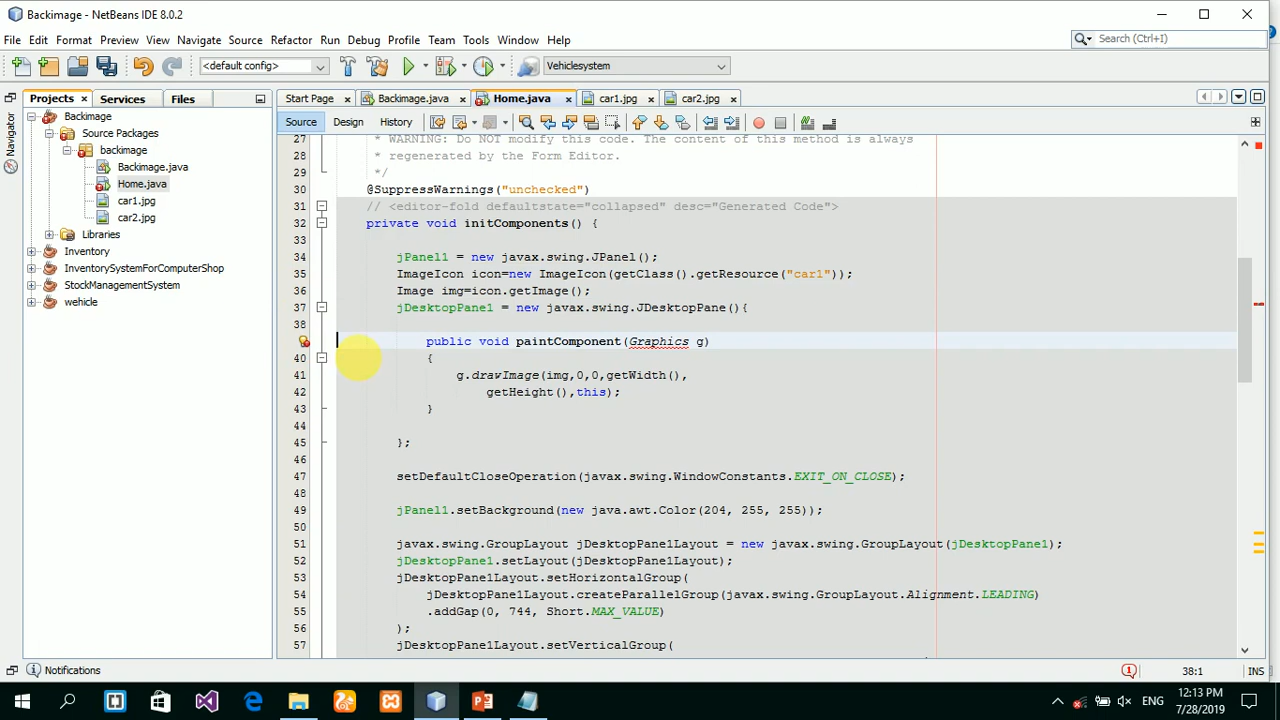 Backimage - NetBeans IDE 8.0.2
File Edit Format Preview View Navigate Source Refactor Run Debug Profile Team Tools Window Help
Search (Ctrl+I)
<default config>
Vehiclesystem
Projects Services Files
Start Page Backimage.java Home.java car1.jpg car2.jpg
Navigator
Source Design History
Backimage
Source Packages
backimage
Backimage.java
Home.java
car1.jpg
car2.jpg
Libraries
Inventory
InventorySystemForComputerShop
StockManagementSystem
wehicle
27 * WARNING: Do NOT modify this code. The content of this method is always
28 * regenerated by the Form Editor.
29 */
30 @SuppressWarnings("unchecked")
31 // <editor-fold defaultstate="collapsed" desc="Generated Code">
32 private void initComponents() {
33
34 jPanel1 = new javax.swing.JPanel();
35 ImageIcon icon=new ImageIcon(getClass().getResource("car1"));
36 Image img=icon.getImage();
37 jDesktopPane1 = new javax.swing.JDesktopPane(){
38
public void paintComponent(Graphics g)
40 {
41 g.drawImage(img,0,0,getWidth(),
42 getHeight(),this);
43 }
44
45 };
46
47 setDefaultCloseOperation(javax.swing.WindowConstants.EXIT_ON_CLOSE);
48
49 jPanel1.setBackground(new java.awt.Color(204, 255, 255));
50
51 javax.swing.GroupLayout jDesktopPane1Layout = new javax.swing.GroupLayout(jDesktopPane1);
52 jDesktopPane1.setLayout(jDesktopPane1Layout);
53 jDesktopPane1Layout.setHorizontalGroup(
54 jDesktopPane1Layout.createParallelGroup(javax.swing.GroupLayout.Alignment.LEADING)
55 .addGap(0, 744, Short.MAX_VALUE)
56 );
57 jDesktopPane1Layout.setVerticalGroup(
Notifications
1
38:1
INS
ENG
12:13 PM
7/28/2019